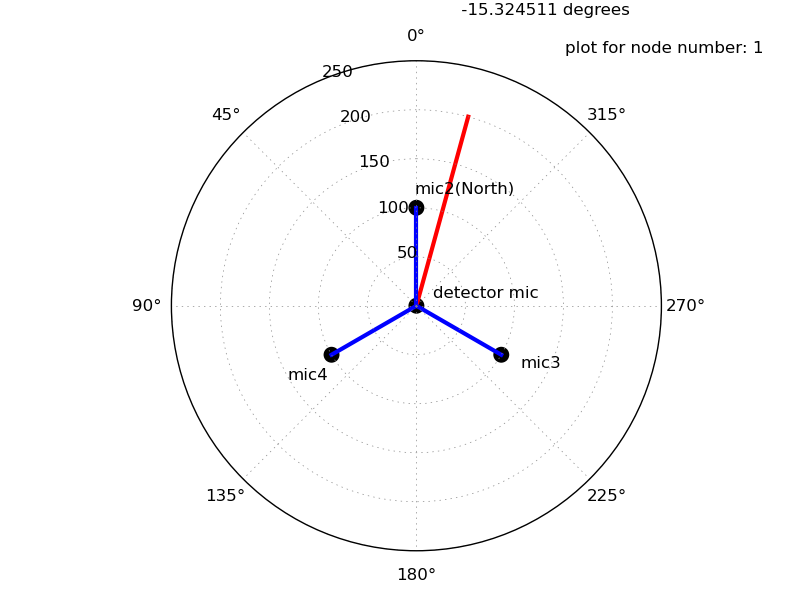 -15.324511 degrees
0°
plot for node number: 1
250
45°
200
315°
150
mic2(North)
100
50
detector mic
90°
270°
mic4
mic3
135°
225°
180°